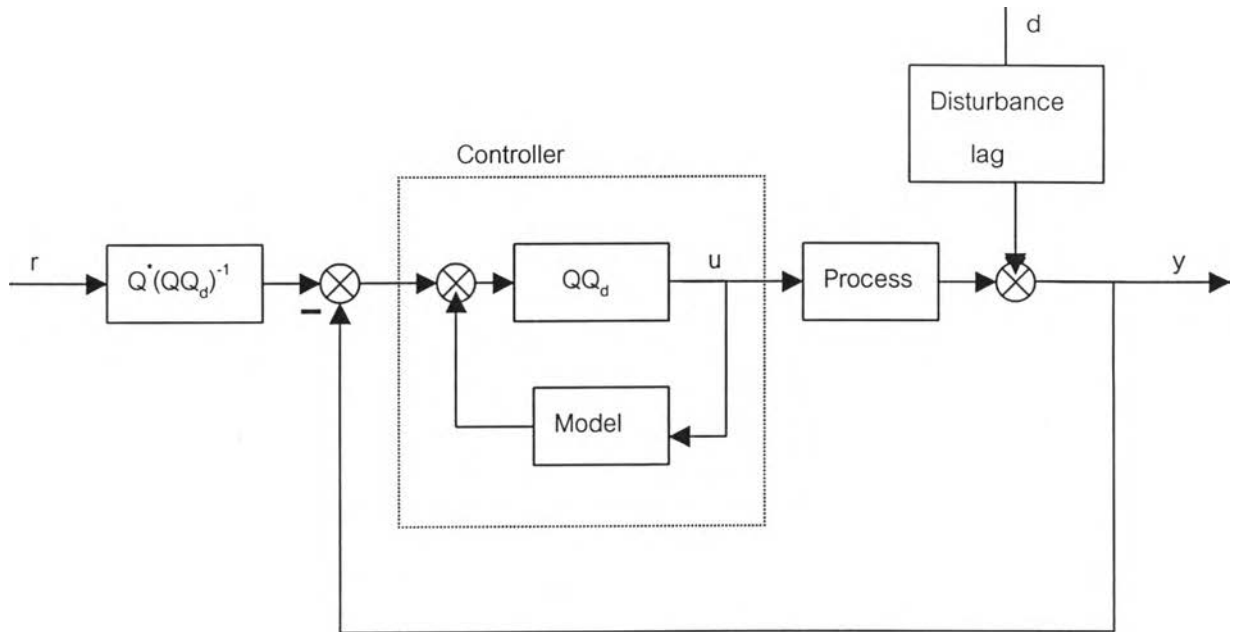 d
Disturbance
lag
Controller
r
Q*(QQd)-1
−
QQd
u
Process
y
Model